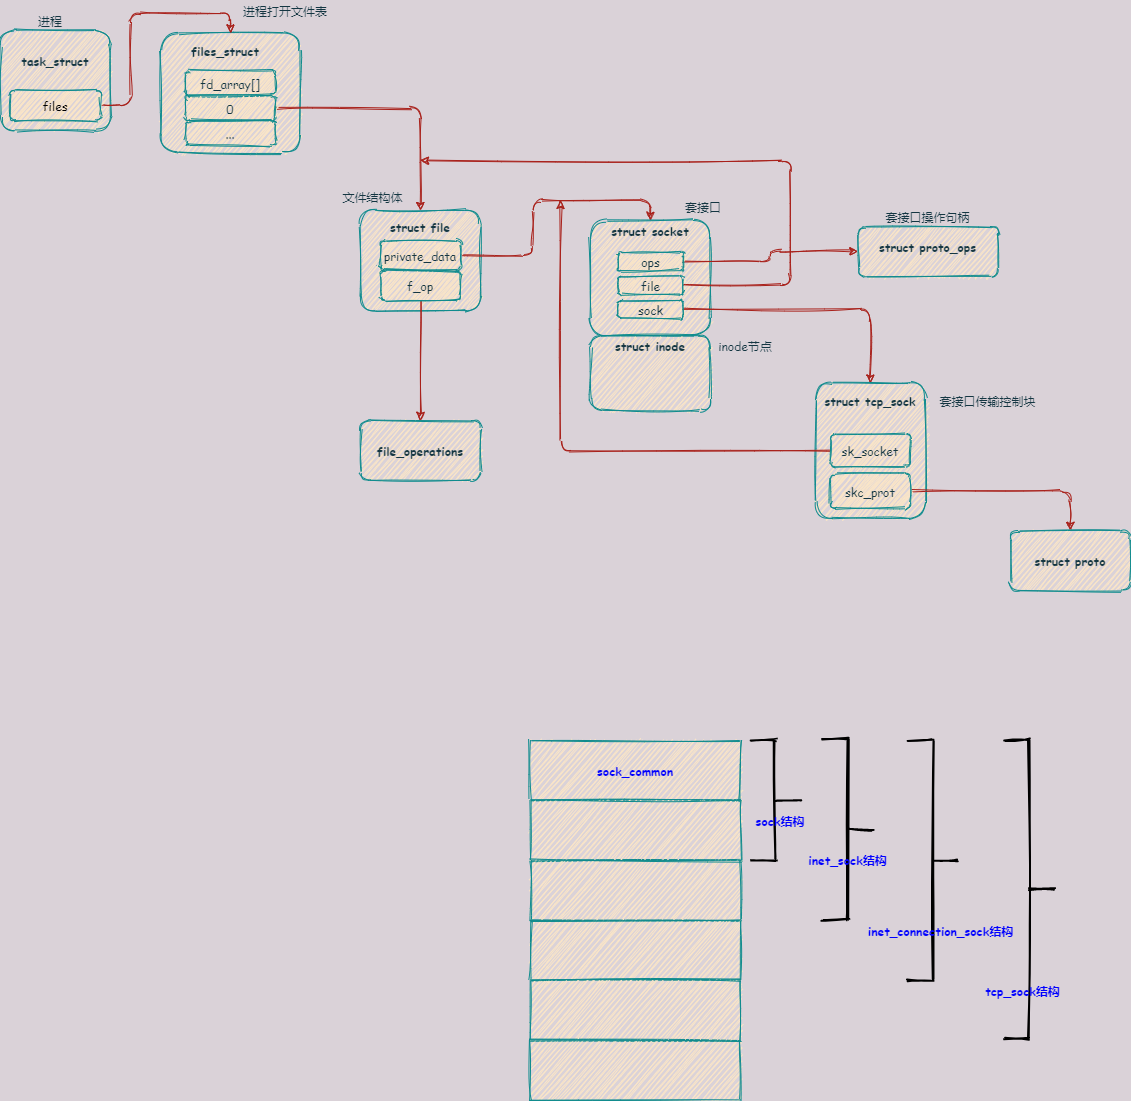 进程
进程打开文件表
task_struct
files
files_struct
fd_array[]
0
...
文件结构体
struct file
private_data
f_op
file_operations
套接口
struct socket
ops
file
sock
struct inode
inode节点
套接口操作句柄
struct proto_ops
struct tcp_sock
套接口传输控制块
sk_socket
skc_prot
struct proto
sock_common
sock结构
inet_sock结构
inet_connection_sock结构
tcp_sock结构